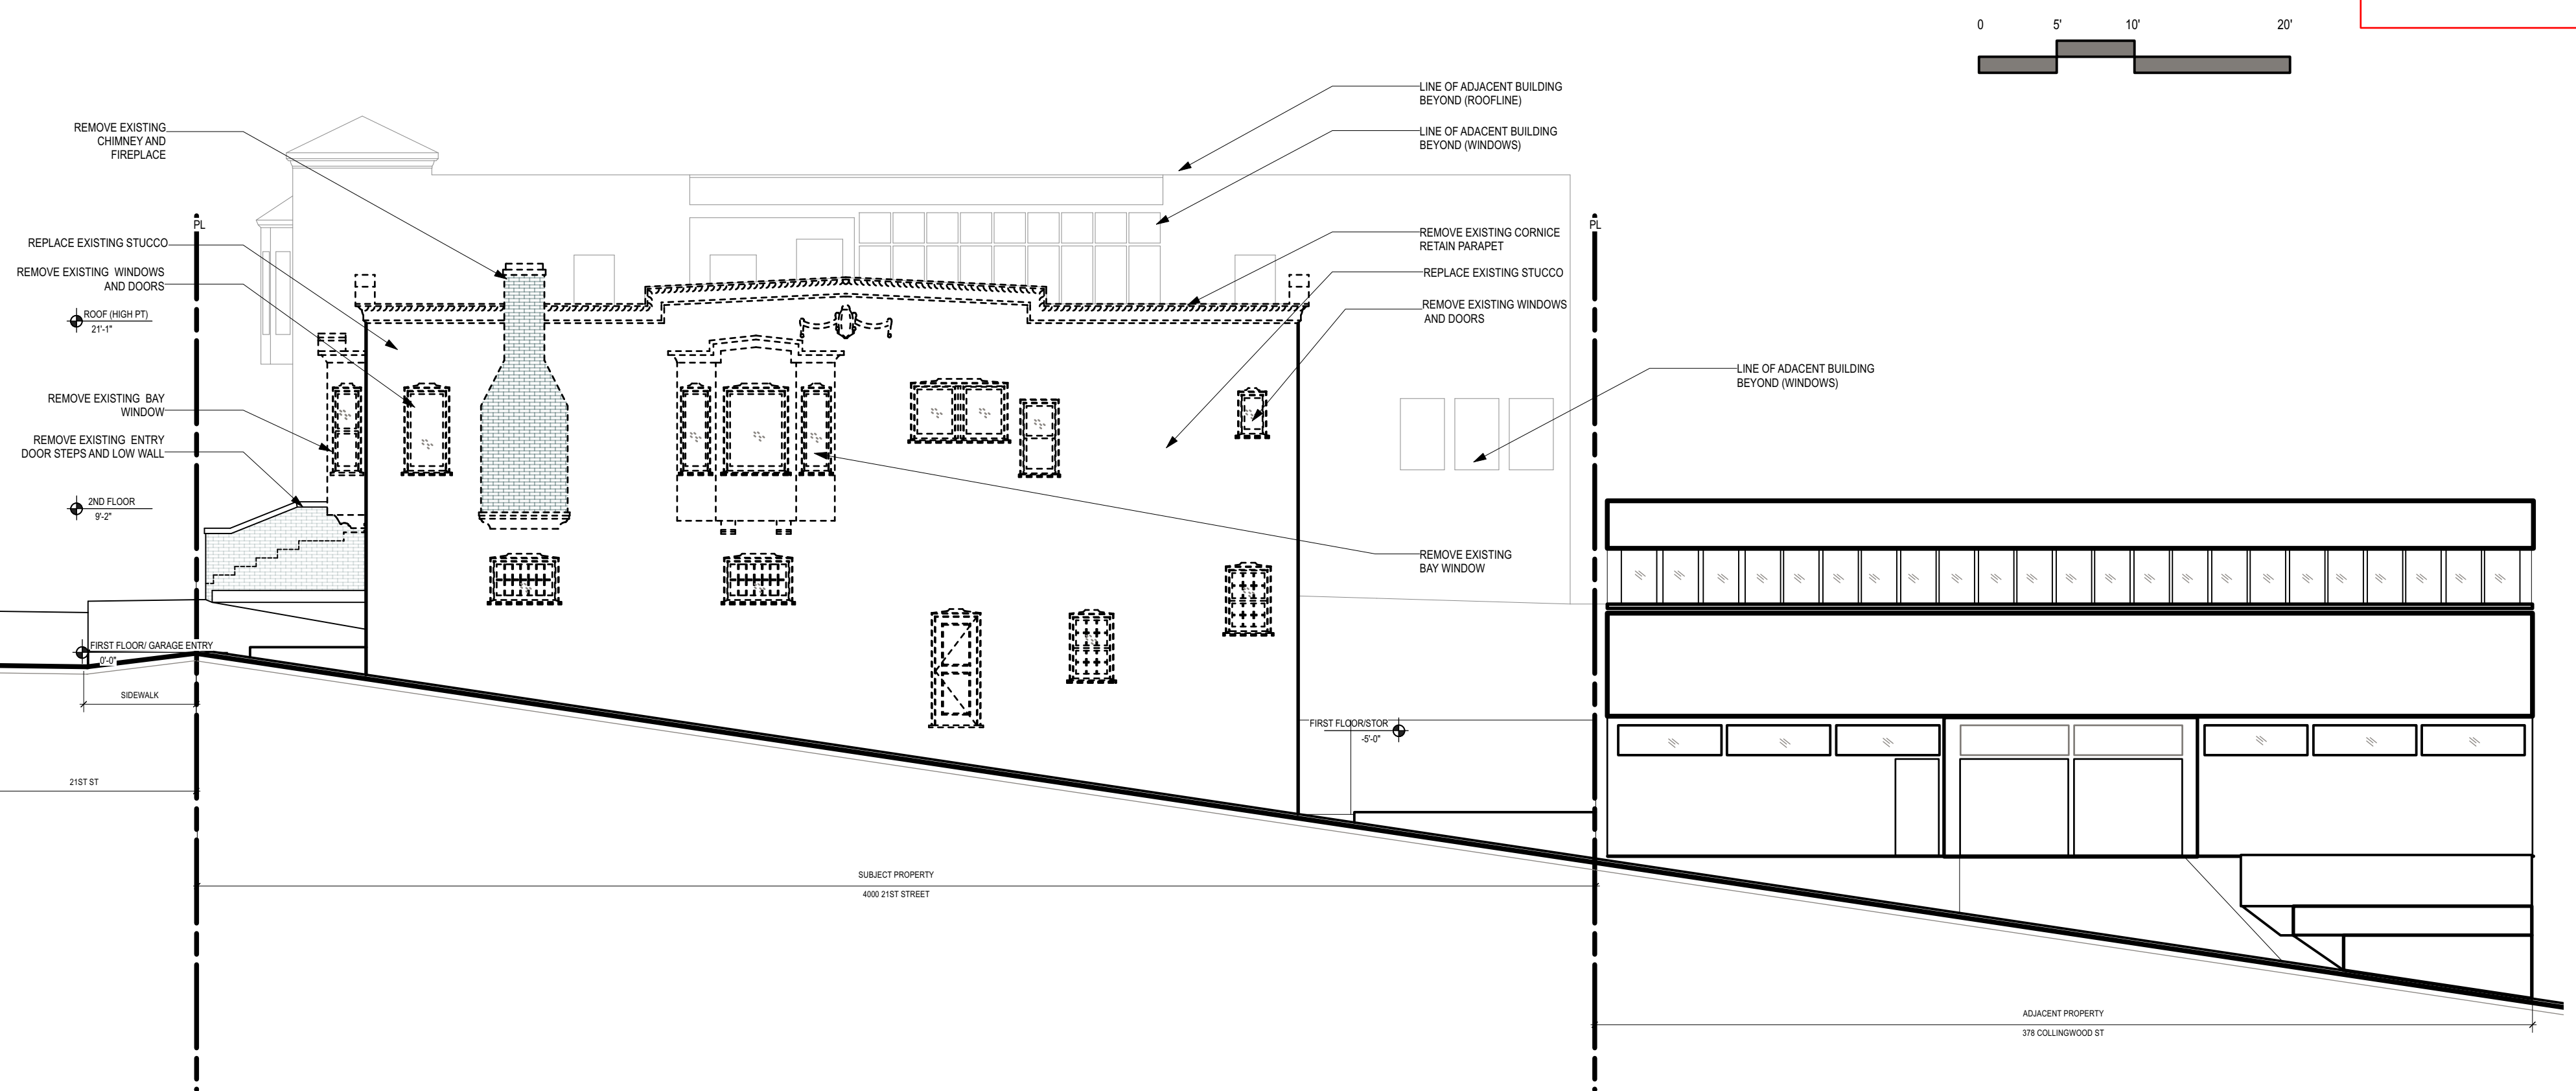 0 5' 10' 20'
LINE OF ADJACENT BUILDING
BEYOND (ROOFLINE)
REMOVE EXISTING
CHIMNEY AND
FIREPLACE
LINE OF ADACENT BUILDING
BEYOND (WINDOWS)
PL
PL
REPLACE EXISTING STUCCO
REMOVE EXISTING CORNICE
RETAIN PARAPET
REMOVE EXISTING WINDOWS
AND DOORS
REPLACE EXISTING STUCCO
REMOVE EXISTING WINDOWS
AND DOORS
ROOF (HIGH PT)
21'-1"
LINE OF ADACENT BUILDING
BEYOND (WINDOWS)
REMOVE EXISTING BAY
WINDOW
REMOVE EXISTING ENTRY
DOOR STEPS AND LOW WALL
2ND FLOOR
9'-2"
REMOVE EXISTING
BAY WINDOW
FIRST FLOOR/ GARAGE ENTRY
0'-0"
SIDEWALK
FIRST FLOOR/STOR
-5'-0"
21ST ST
SUBJECT PROPERTY
4000 21ST STREET
ADJACENT PROPERTY
378 COLLINGWOOD ST